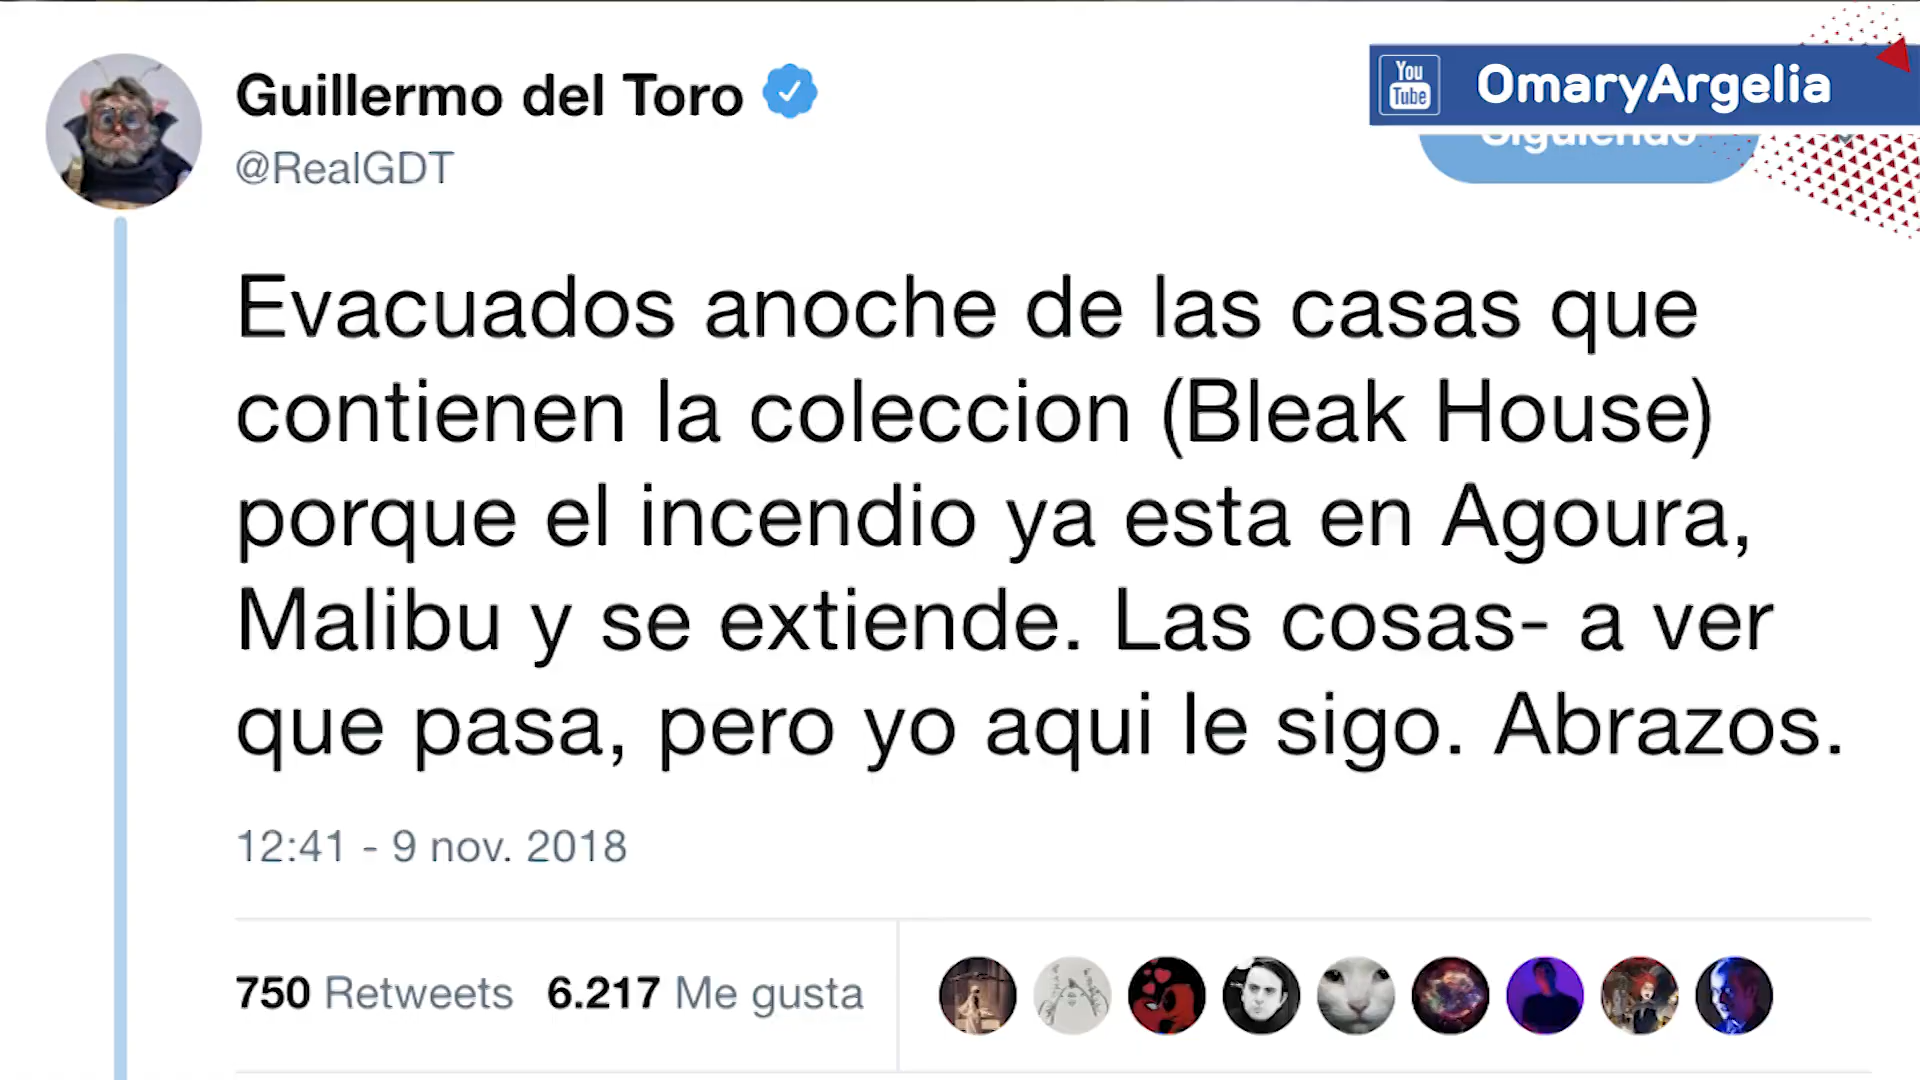 Guillermo del Toro
@RealGDT
You
Tube
OmaryArgelia
Siguiendo
Evacuados anoche de las casas que
contienen la coleccion (Bleak House)
porque el incendio ya esta en Agoura,
Malibu y se extiende. Las cosas- a ver
que pasa, pero yo aqui le sigo. Abrazos.
12:41 - 9 nov. 2018
750 Retweets 6.217 Me gusta